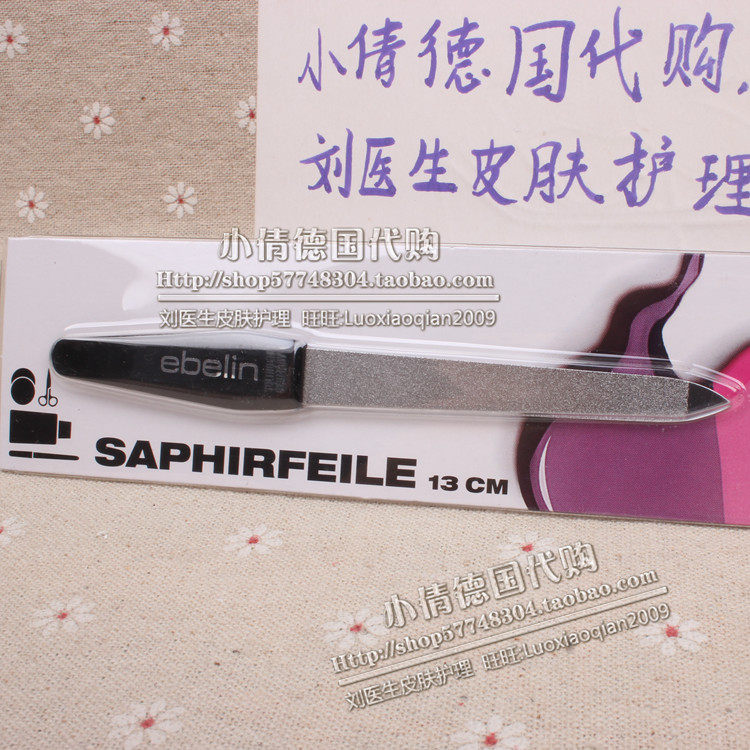 小倩德国代购
刘医生皮肤护理
小倩德国代购
Http://shop57748304.taobao.com
刘医生皮肤护理 旺旺:Luoxiaoqian2009
ebelin
SAPHIRFEILE 13 CM
小倩德国代购
Http://shop57748304.taobao.com
刘医生皮肤护理 旺旺:Luoxiaoqian2009